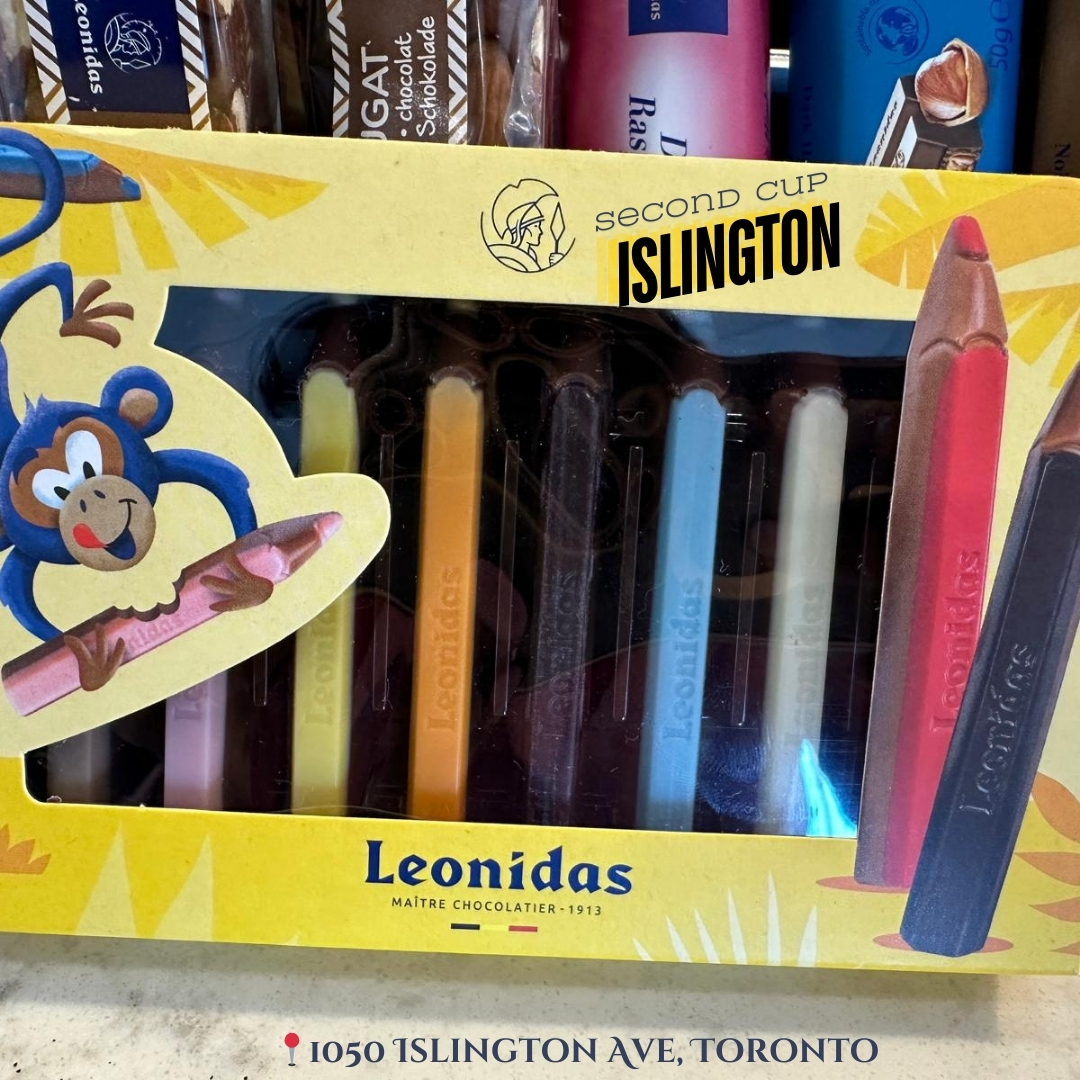 Leonidas
UGAT
• chocolat
Schokolade
50g
second cup
ISLINGTON
Leonidas
Leonidas
Leonidas
Leonidas
Leonidas
Leonidas
Leonidas
Leonidas
MAÎTRE CHOCOLATIER - 1913
1050 Islington Ave, Toronto